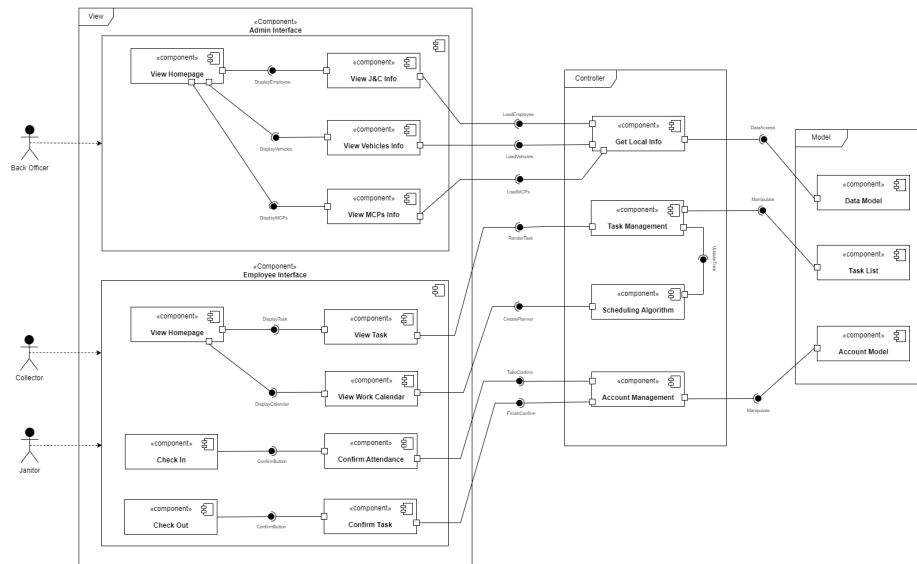 View
«Component»
Admin Interface
«component»
View Homepage
DisplayEmployee
«component»
View J&C Info
DisplayVehicles
«component»
View Vehicles Info
DisplayMCPs
«component»
View MCPs Info
Back Officer
«Component»
Employee Interface
«component»
View Homepage
DisplayTask
«component»
View Task
DisplayCalendar
«component»
View Work Calendar
«component»
Check In
ConfirmButton
«component»
Confirm Attendance
«component»
Check Out
ConfirmButton
«component»
Confirm Task
Collector
Janitor
LoadEmployee
LoadVehicles
LoadMCPs
RenderTask
CreatePlanner
TakeConfirm
FinishConfirm
Controller
«component»
Get Local Info
«component»
Task Management
«component»
Scheduling Algorithm
«component»
Account Management
DataAccess
Manipulate
Manipulate
Model
«component»
Data Model
«component»
Task List
«component»
Account Model